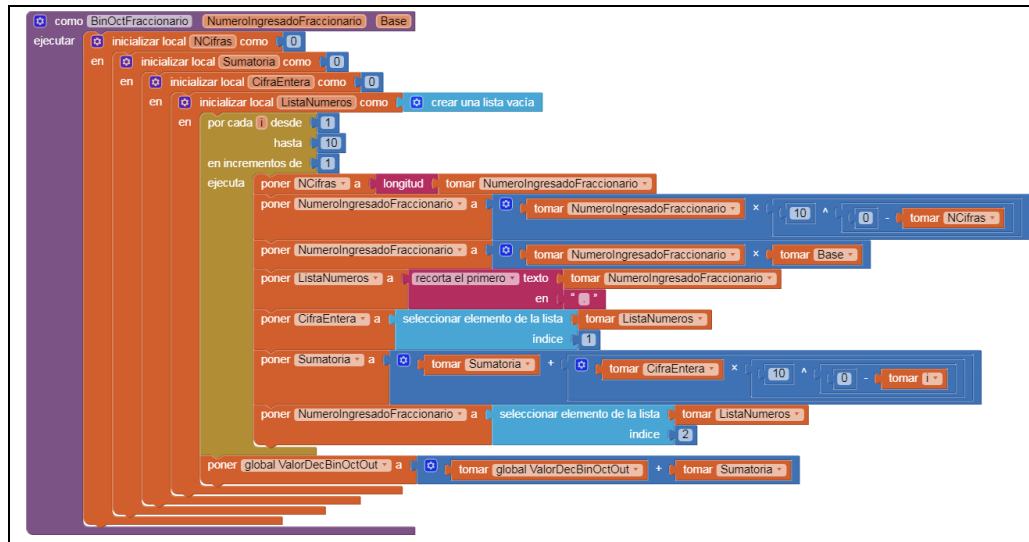 como BinOctFraccionario NumeroIngresadoFraccionario Base
ejecutar inicializar local NCifras como 0
en inicializar local Sumatoria como 0
en inicializar local CifraEntera como 0
en inicializar local ListaNumeros como crear una lista vacía
en por cada i desde 1
hasta 10
en incrementos de 1
ejecuta poner NCifras a longitud tomar NumeroIngresadoFraccionario
poner NumeroIngresadoFraccionario a tomar NumeroIngresadoFraccionario × 10 ^ 0 - tomar NCifras
poner NumeroIngresadoFraccionario a tomar NumeroIngresadoFraccionario × tomar Base
poner ListaNumeros a recorta el primero texto tomar NumeroIngresadoFraccionario
en " . "
poner CifraEntera a seleccionar elemento de la lista tomar ListaNumeros
índice 1
poner Sumatoria a tomar Sumatoria + tomar CifraEntera × 10 ^ 0 - tomar i
poner NumeroIngresadoFraccionario a seleccionar elemento de la lista tomar ListaNumeros
índice 2
poner global ValorDecBinOctOut a tomar global ValorDecBinOctOut + tomar Sumatoria